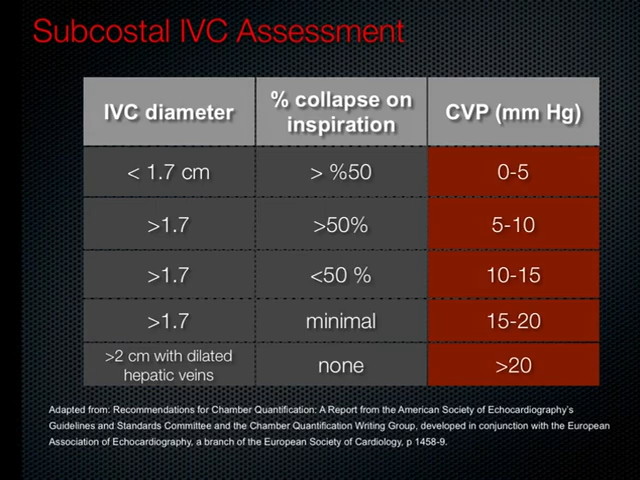 Subcostal IVC Assessment
IVC diameter
% collapse on
inspiration
CVP (mm Hg)
< 1.7 cm
> %50
0-5
>1.7
>50%
5-10
>1.7
<50 %
10-15
>1.7
minimal
15-20
>2 cm with dilated
hepatic veins
none
>20
Adapted from: Recommendations for Chamber Quantification: A Report from the American Society of Echocardiography's
Guidelines and Standards Committee and the Chamber Quantification Writing Group, developed in conjunction with the European
Association of Echocardiography, a branch of the European Society of Cardiology, p 1458-9.